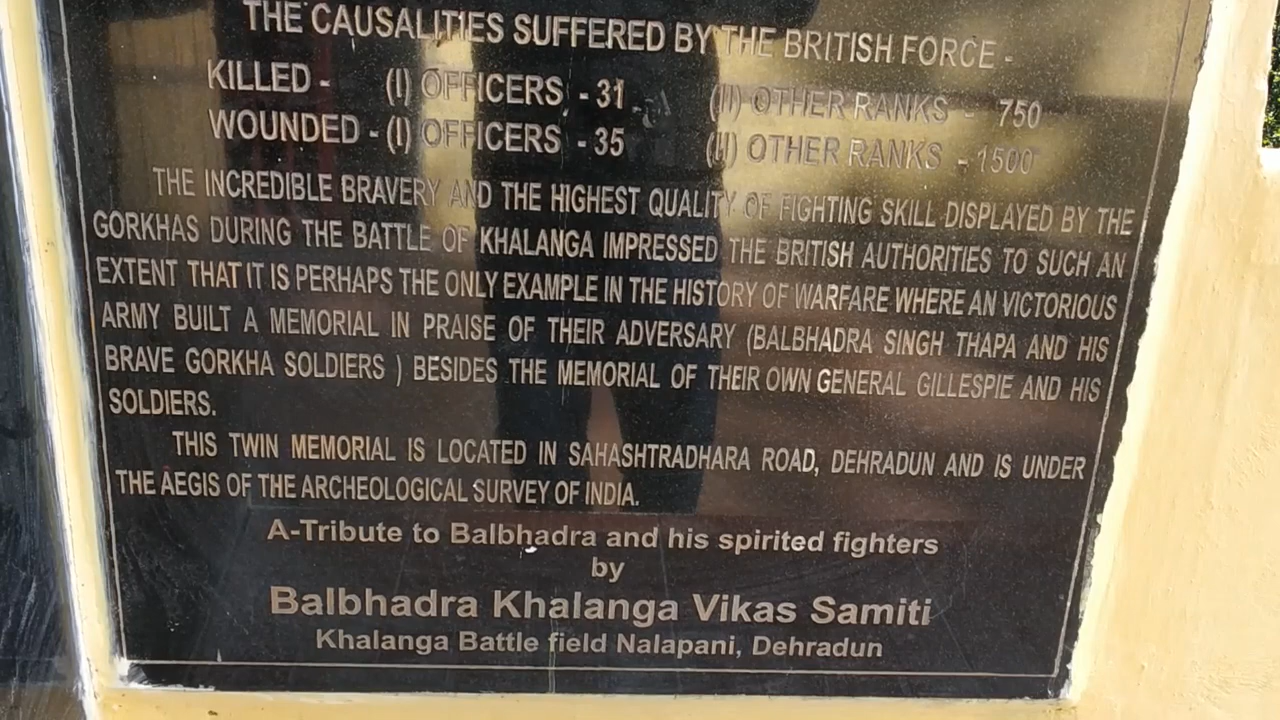 THE CAUSALITIES SUFFERED BY THE BRITISH FORCE -
KILLED - (I) OFFICERS - 31 (II) OTHER RANKS - 750
WOUNDED - (I) OFFICERS - 35 (II) OTHER RANKS - 1500
THE INCREDIBLE BRAVERY AND THE HIGHEST QUALITY OF FIGHTING SKILL DISPLAYED BY THE
GORKHAS DURING THE BATTLE OF KHALANGA IMPRESSED THE BRITISH AUTHORITIES TO SUCH AN
EXTENT THAT IT IS PERHAPS THE ONLY EXAMPLE IN THE HISTORY OF WARFARE WHERE AN VICTORIOUS
ARMY BUILT A MEMORIAL IN PRAISE OF THEIR ADVERSARY (BALBHADRA SINGH THAPA AND HIS
BRAVE GORKHA SOLDIERS ) BESIDES THE MEMORIAL OF THEIR OWN GENERAL GILLESPIE AND HIS
SOLDIERS.
THIS TWIN MEMORIAL IS LOCATED IN SAHASHTRADHARA ROAD, DEHRADUN AND IS UNDER
THE AEGIS OF THE ARCHEOLOGICAL SURVEY OF INDIA.
A-Tribute to Balbhadra and his spirited fighters
by
Balbhadra Khalanga Vikas Samiti
Khalanga Battle field Nalapani, Dehradun